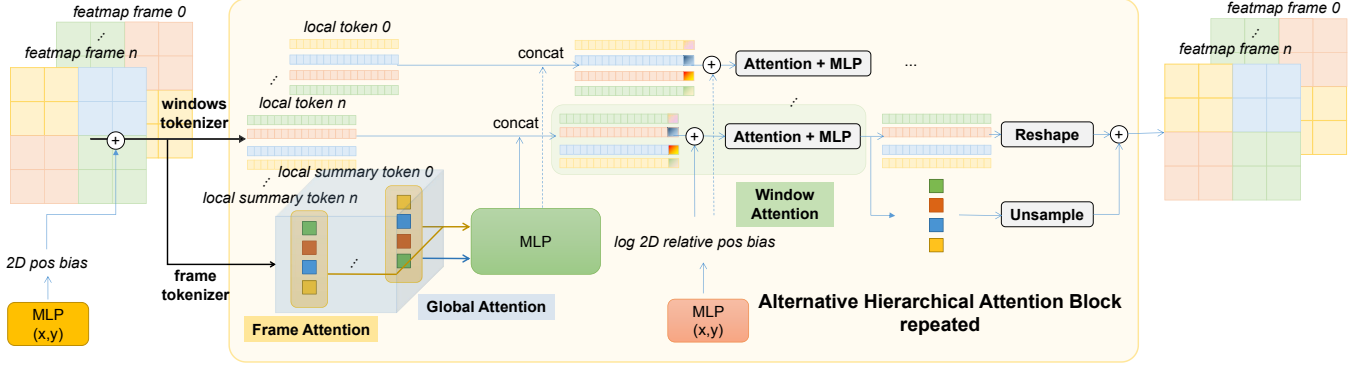 featmap frame 0
featmap frame n
windows
tokenizer
2D pos bias
MLP
(x,y)
frame
tokenizer
local token 0
local token n
local summary token 0
local summary token n
Frame Attention
Global Attention
MLP
concat
concat
Attention + MLP
...
Attention + MLP
Window
Attention
log 2D relative pos bias
MLP
(x,y)
Reshape
Unsample
Alternative Hierarchical Attention Block
repeated
featmap frame 0
featmap frame n